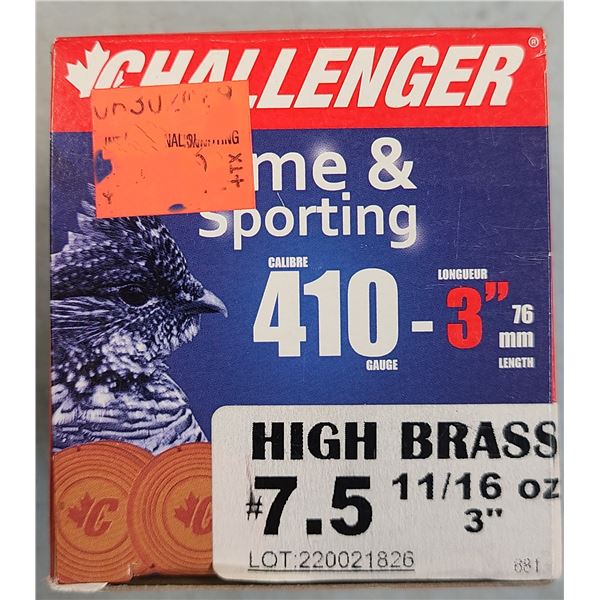 CHALLENGER®
NAL
me &
Sporting
CALIBRE
410
GAUGE
-
LONGUEUR
3"
76
mm
LENGTH
HIGH BRASS
#7.5
11/16 oz
3"
LOT:220021826
681
C
C